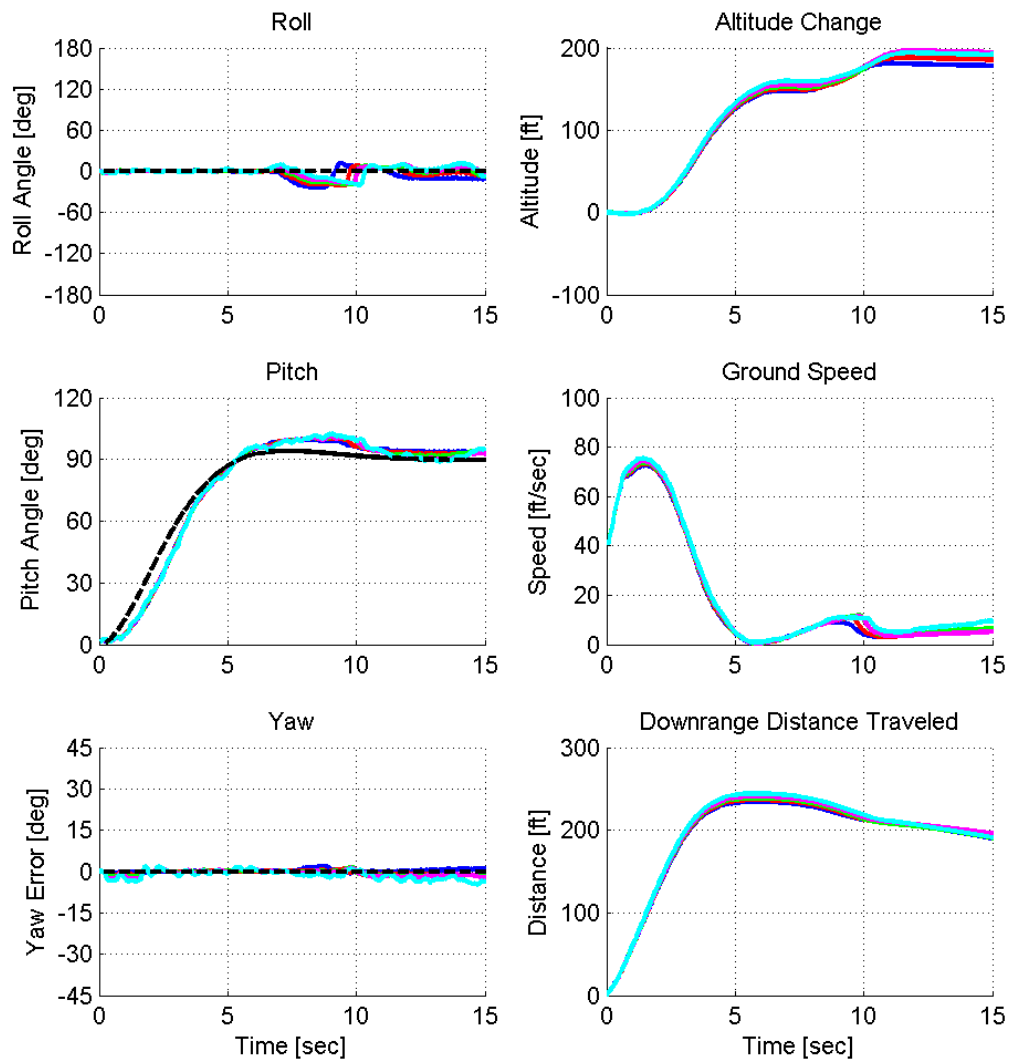 Roll
Roll Angle [deg]
180
120
60
0
-60
-120
-180
0 5 10 15
Altitude Change
Altitude [ft]
200
100
0
-100
0 5 10 15
Pitch
Pitch Angle [deg]
120
90
60
30
0
0 5 10 15
Ground Speed
Speed [ft/sec]
100
80
60
40
20
0
0 5 10 15
Yaw
Yaw Error [deg]
45
30
15
0
-15
-30
-45
0 5 10 15
Time [sec]
Downrange Distance Traveled
Distance [ft]
300
200
100
0
0 5 10 15
Time [sec]